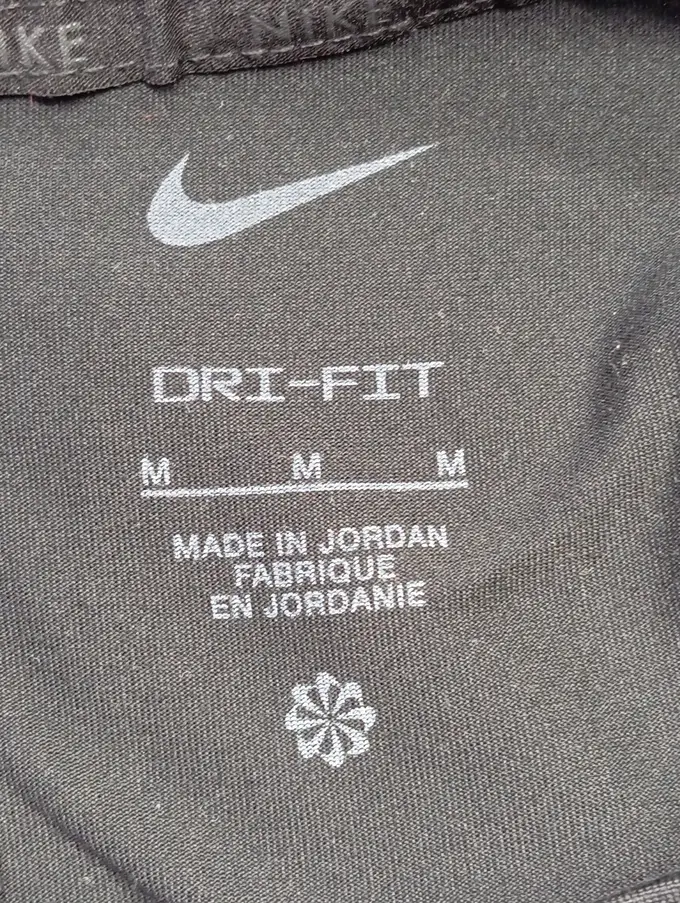 NIKE
NIKE
DRI-FIT
M M M
MADE IN JORDAN
FABRIQUE
EN JORDANIE